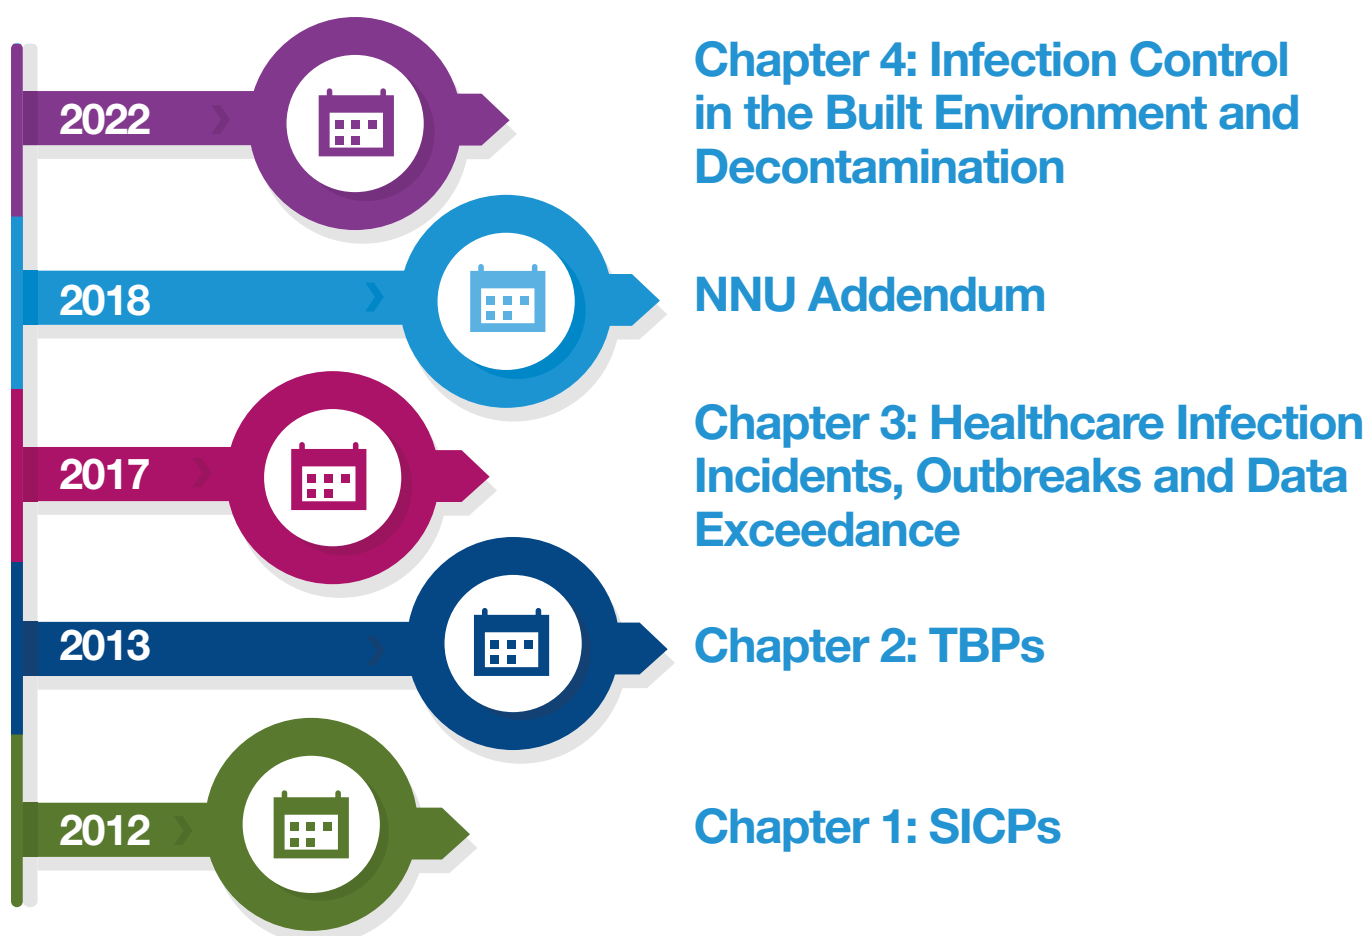 2022
Chapter 4: Infection Control
in the Built Environment and
Decontamination
2018
NNU Addendum
2017
Chapter 3: Healthcare Infection
Incidents, Outbreaks and Data
Exceedance
2013
Chapter 2: TBPs
2012
Chapter 1: SICPs